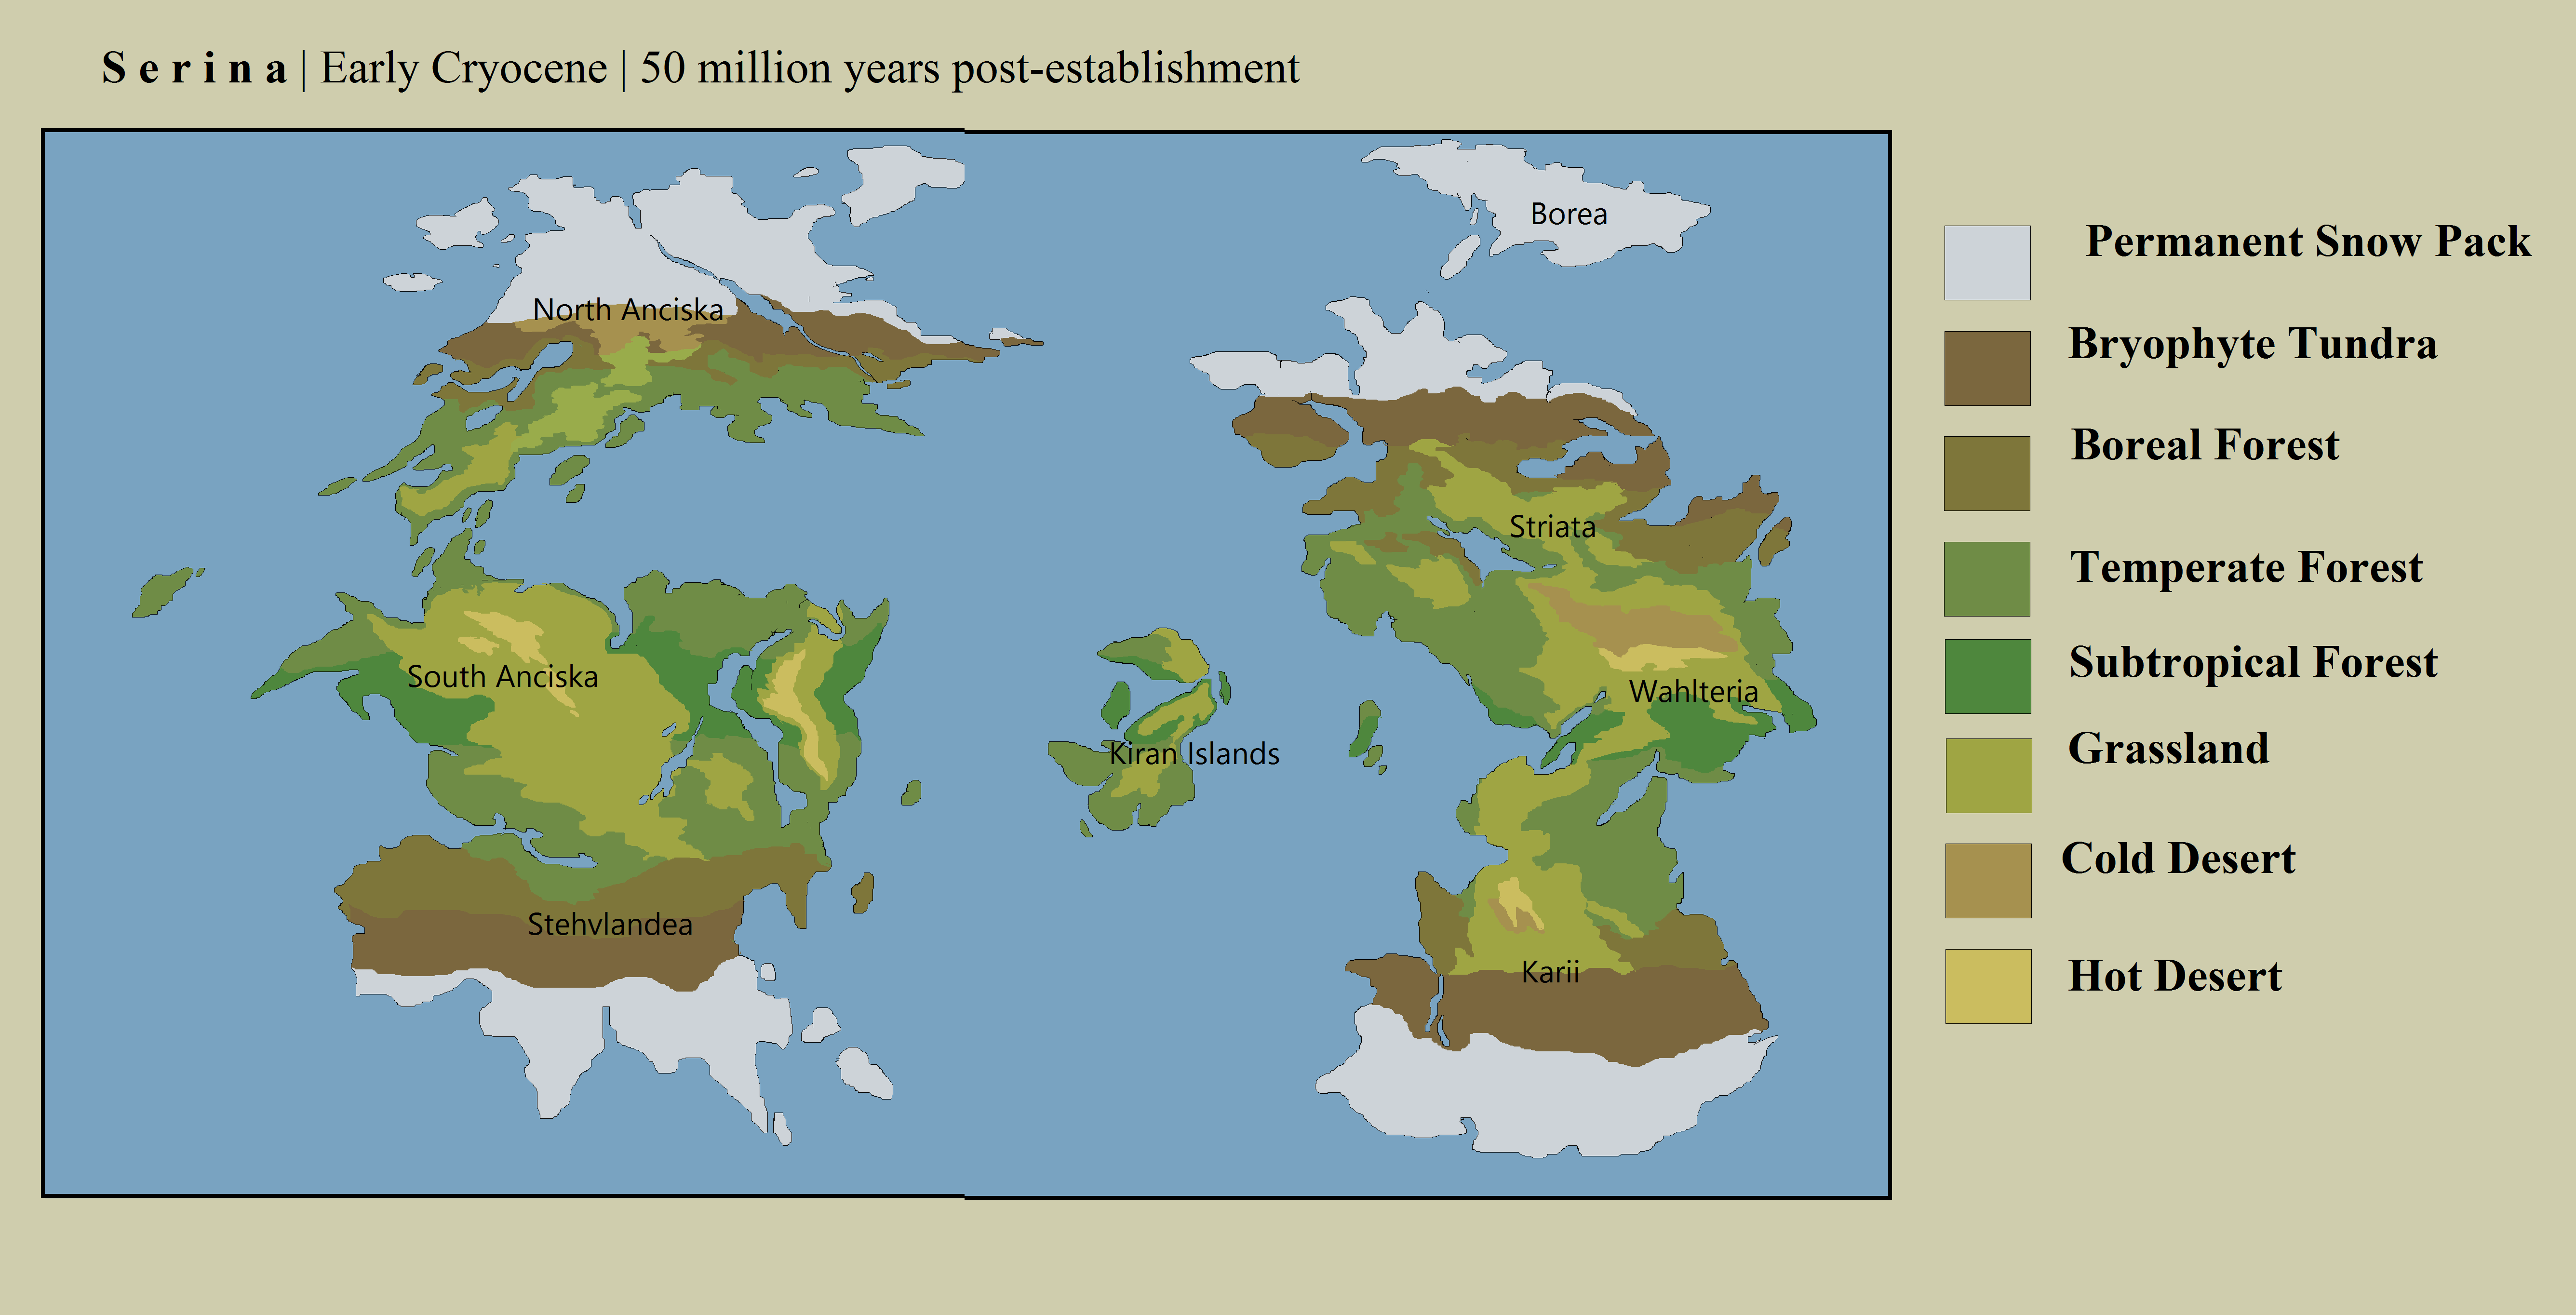 S e r i n a | Early Cryocene | 50 million years post-establishment
Borea
North Anciska
Striata
South Anciska
Wahlteria
Kiran Islands
Stehvlandea
Karii
Permanent Snow Pack
Bryophyte Tundra
Boreal Forest
Temperate Forest
Subtropical Forest
Grassland
Cold Desert
Hot Desert